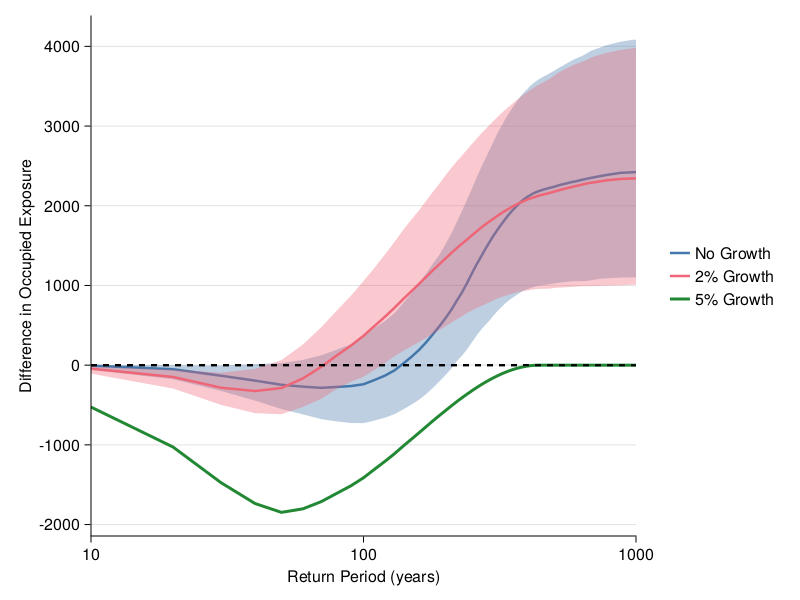 Difference in Occupied Exposure
4000
3000
2000
1000
0
-1000
-2000
10
100
1000
Return Period (years)
No Growth
2% Growth
5% Growth